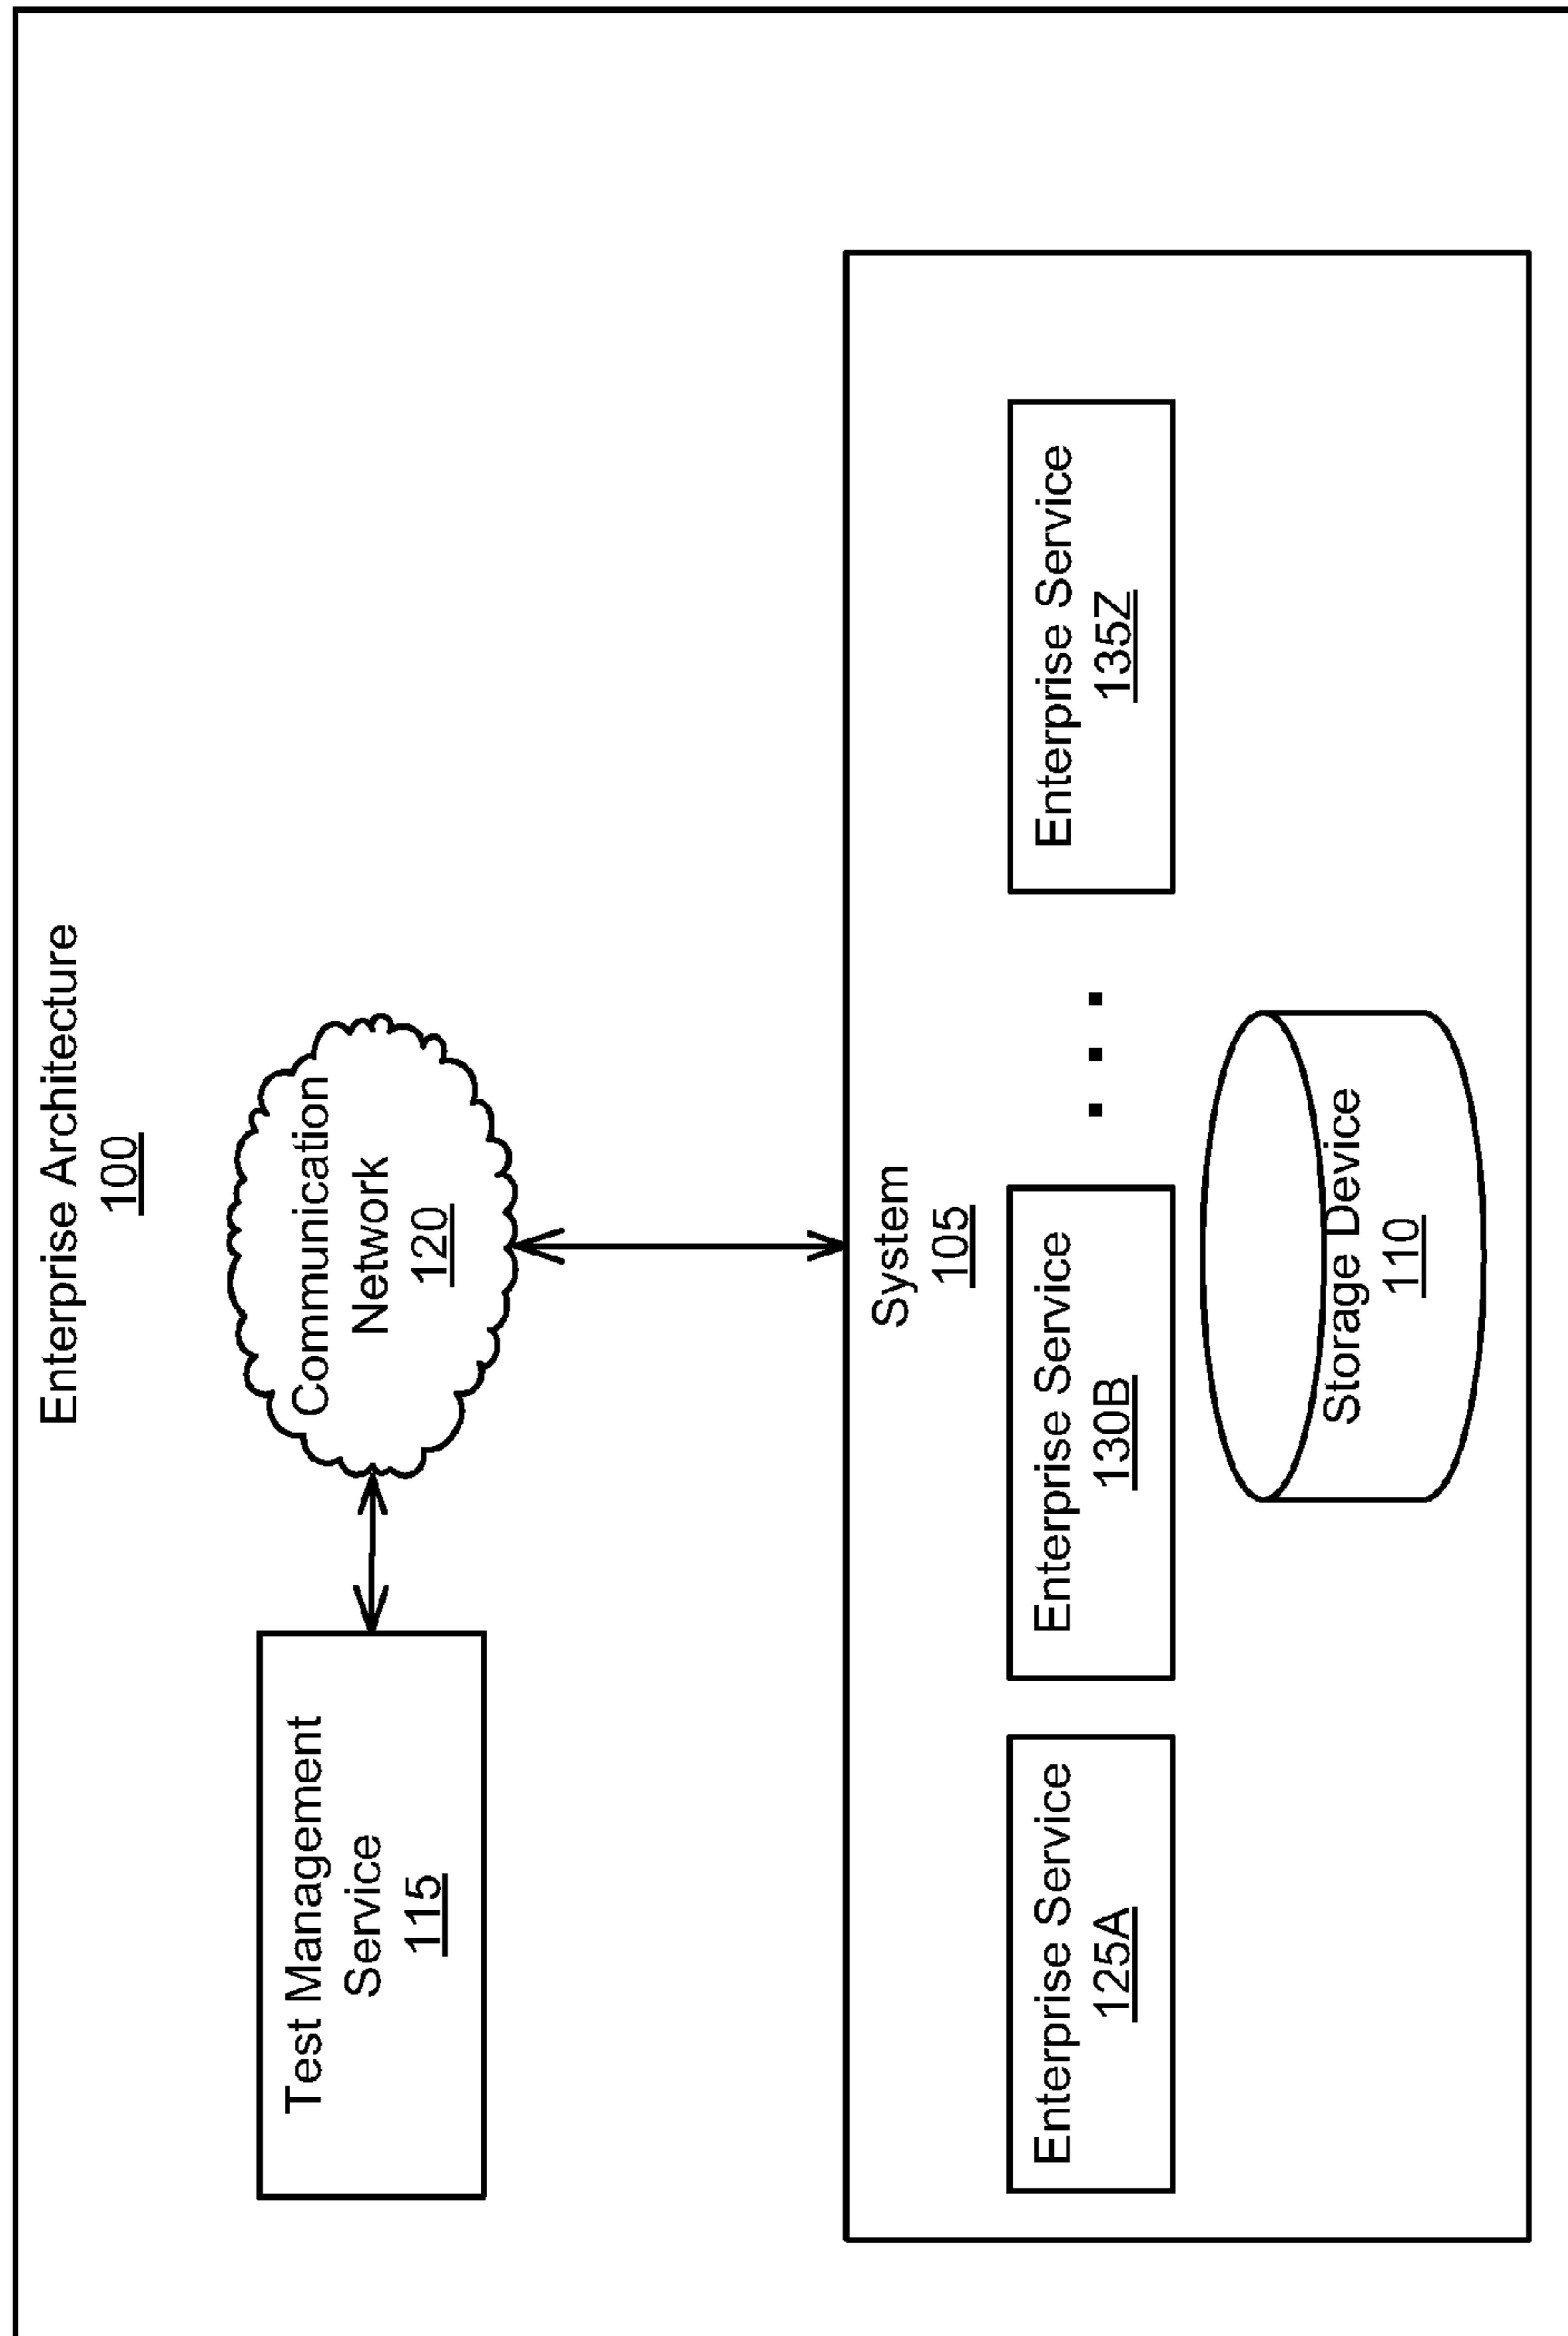 Enterprise Architecture
100
Test Management
Service
115
Communication
Network
120
System
105
Enterprise Service
125A
Enterprise Service
130B
. . .
Enterprise Service
135Z
Storage Device
110